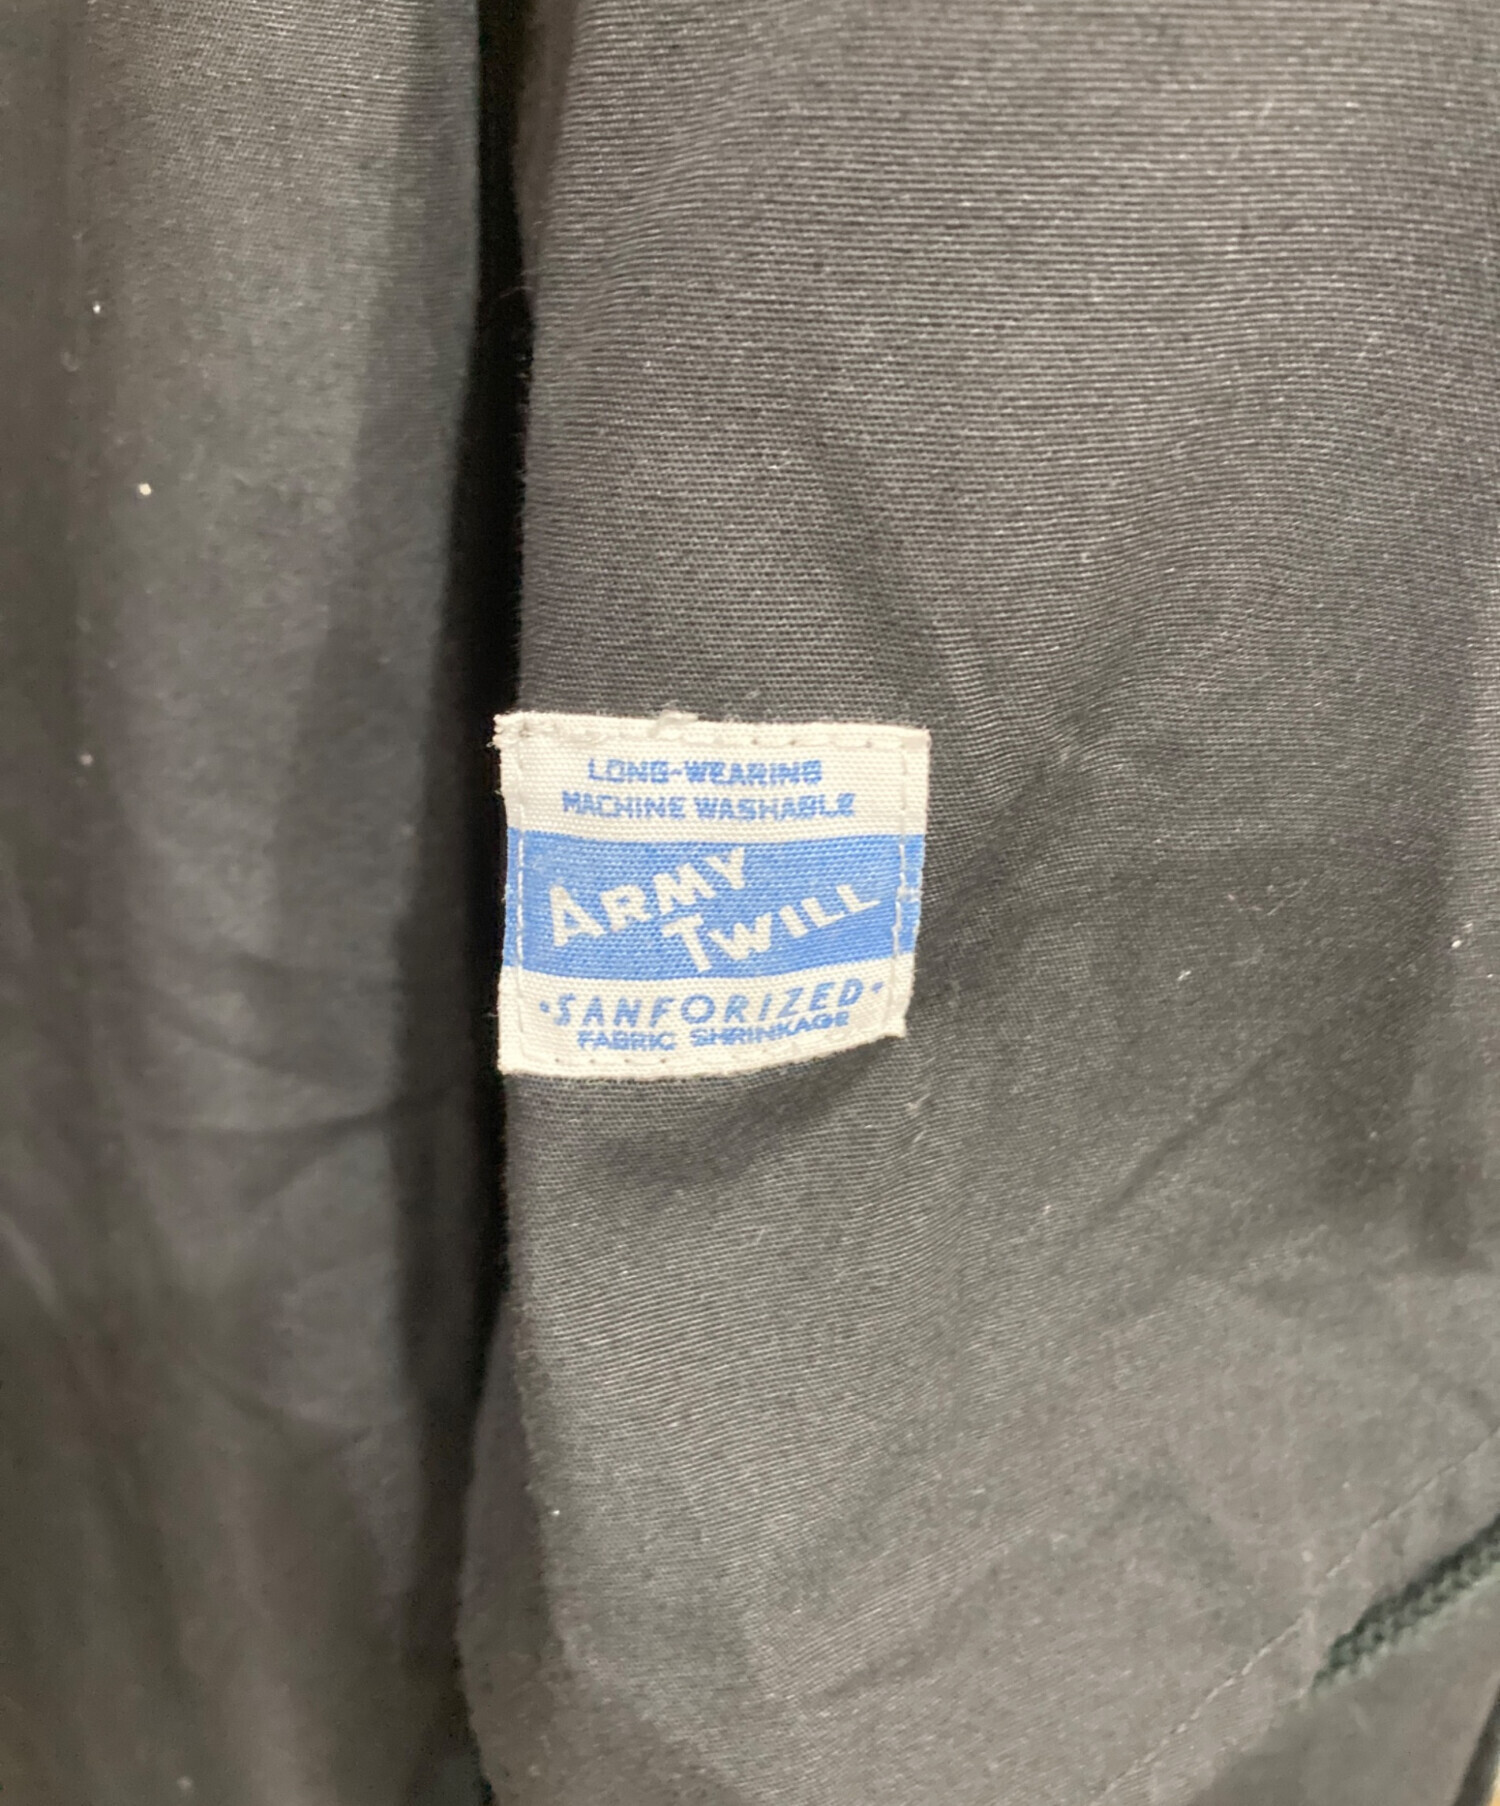 LONG-WEARING
MACHINE WASHABLE
ARMY
TWILL
·SANFORIZED·
FABRIC SHRINKAGE